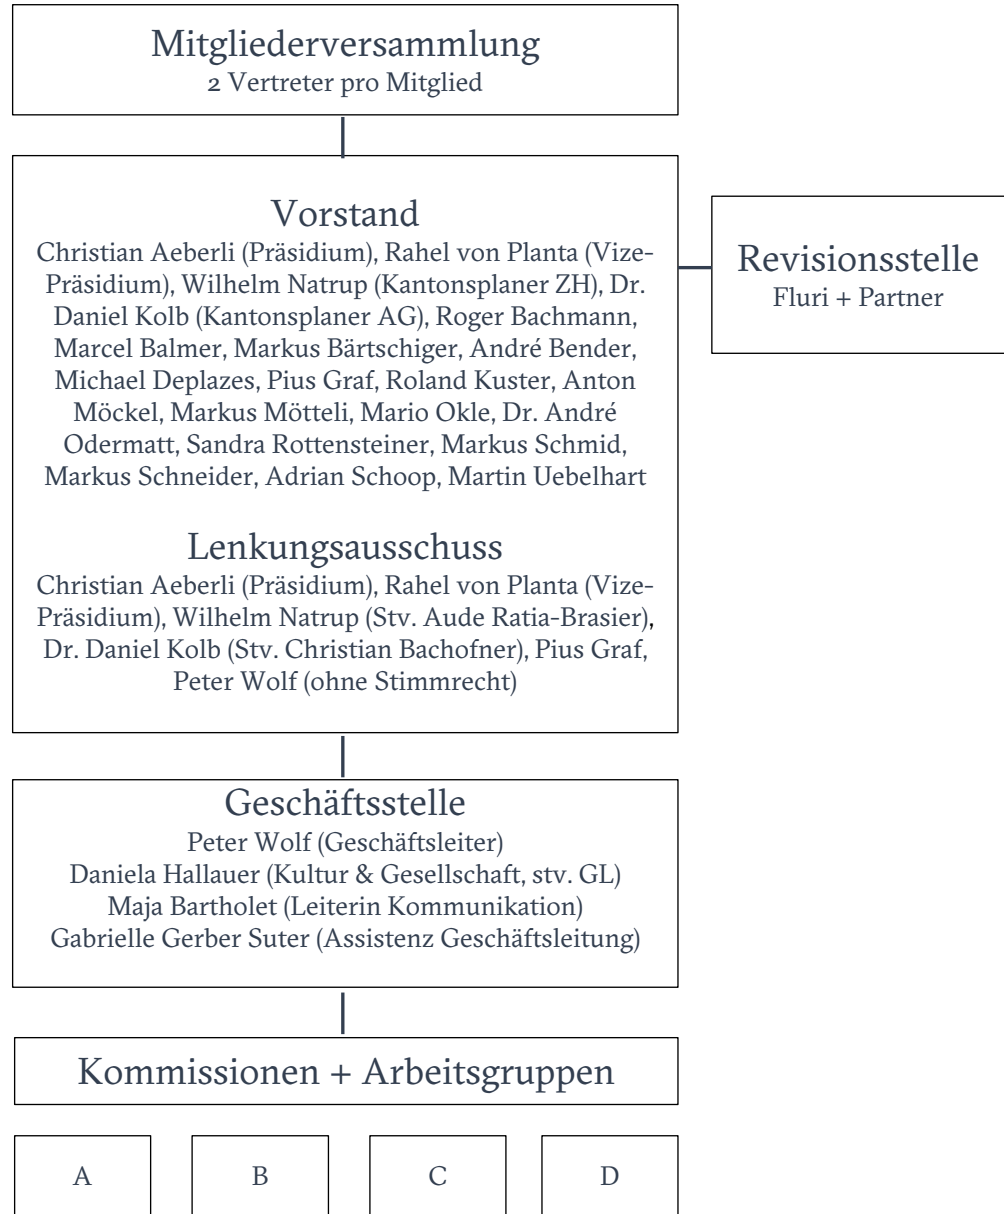 Mitgliederversammlung
2 Vertreter pro Mitglied
Vorstand
Christian Aeberli (Präsidium), Rahel von Planta (Vize-
Präsidium), Wilhelm Natrup (Kantonsplaner ZH), Dr.
Daniel Kolb (Kantonsplaner AG), Roger Bachmann,
Marcel Balmer, Markus Bärtschiger, André Bender,
Michael Deplazes, Pius Graf, Roland Kuster, Anton
Möckel, Markus Mötteli, Mario Okle, Dr. André
Odermatt, Sandra Rottensteiner, Markus Schmid,
Markus Schneider, Adrian Schoop, Martin Uebelhart
Lenkungsausschuss
Christian Aeberli (Präsidium), Rahel von Planta (Vize-
Präsidium), Wilhelm Natrup (Stv. Aude Ratia-Brasier),
Dr. Daniel Kolb (Stv. Christian Bachofner), Pius Graf,
Peter Wolf (ohne Stimmrecht)
Revisionsstelle
Fluri + Partner
Geschäftsstelle
Peter Wolf (Geschäftsleiter)
Daniela Hallauer (Kultur & Gesellschaft, stv. GL)
Maja Bartholet (Leiterin Kommunikation)
Gabrielle Gerber Suter (Assistenz Geschäftsleitung)
Kommissionen + Arbeitsgruppen
A
B
C
D